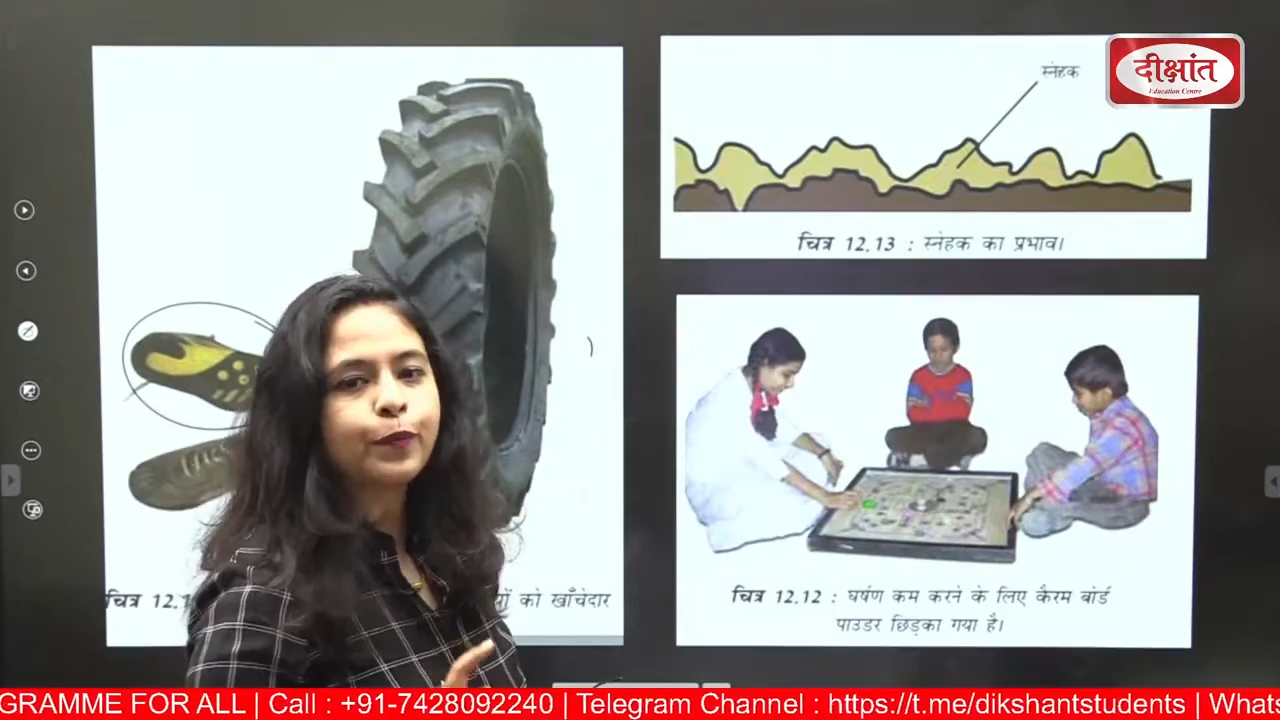 स्नेहक
दीक्षांत
Education Centre
चित्र 12.13 : स्नेहक का प्रभाव।
चित्र 12.1
को खाँचेदार
चित्र 12.12 : घर्षण कम करने के लिए कैरम बोर्ड
पाउडर छिड़का गया है।
GRAMME FOR ALL | Call : +91-7428092240 | Telegram Channel : https://t.me/dikshantstudents | Whats